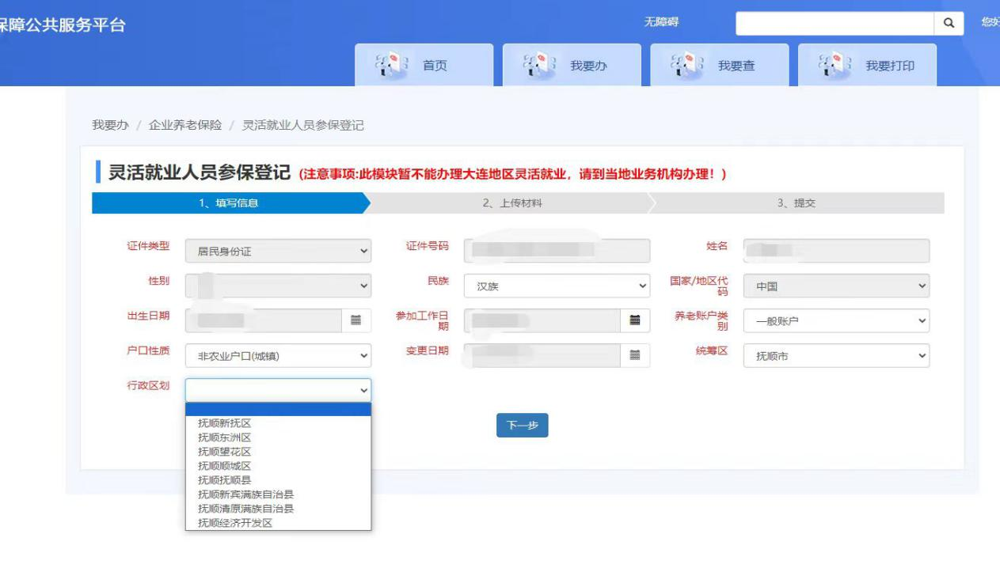 保障公共服务平台
无障碍
您好
首页
我要办
我要查
我要打印
我要办 / 企业养老保险 / 灵活就业人员参保登记
灵活就业人员参保登记 (注意事项:此模块暂不能办理大连地区灵活就业，请到当地业务机构办理！)
1、填写信息
2、上传材料
3、提交
证件类型 居民身份证
证件号码
姓名
性别
民族 汉族
国家/地区代
码 中国
出生日期
参加工作日
期
养老账户类
别 一般账户
户口性质 非农业户口(城镇)
变更日期
统筹区 抚顺市
行政区划
抚顺新抚区
抚顺东洲区
抚顺望花区
抚顺顺城区
抚顺抚顺县
抚顺新宾满族自治县
抚顺清原满族自治县
抚顺经济开发区
下一步